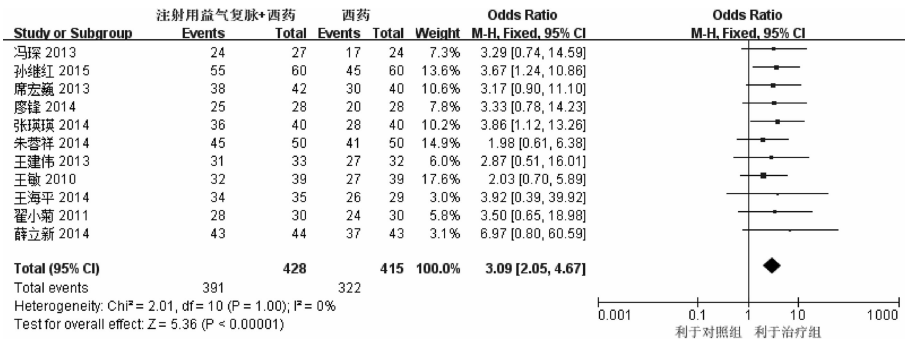 注射用益气复脉+西药 西药 Odds Ratio Odds Ratio
Study or Subgroup Events Total Events Total Weight M-H, Fixed, 95% CI M-H, Fixed, 95% CI
冯琛 2013 24 27 17 24 7.3% 3.29 [0.74, 14.59]
孙继红 2015 55 60 45 60 13.6% 3.67 [1.24, 10.86]
席宏巍 2013 38 42 30 40 10.6% 3.17 [0.90, 11.10]
廖锋 2014 25 28 20 28 7.8% 3.33 [0.78, 14.23]
张瑛瑛 2014 36 40 28 40 10.2% 3.86 [1.12, 13.26]
朱蓉祥 2014 45 50 41 50 14.6% 1.98 [0.61, 6.38]
王建伟 2013 31 33 27 32 6.0% 2.87 [0.51, 16.01]
王敏 2010 32 39 27 39 17.6% 2.03 [0.70, 5.89]
王海平 2014 34 35 26 29 3.0% 3.92 [0.39, 39.92]
翟小菊 2011 28 30 24 30 5.8% 3.50 [0.65, 18.98]
薛立新 2014 43 44 37 43 3.1% 6.97 [0.80, 60.59]
Total (95% CI) 428 415 100.0% 3.09 [2.05, 4.67]
Total events 391 322
Heterogeneity: Chi² = 2.01, df = 10 (P = 1.00); I² = 0%
Test for overall effect: Z = 5.36 (P < 0.00001)
0.001 0.1 1 10 1000
利于对照组 利于治疗组